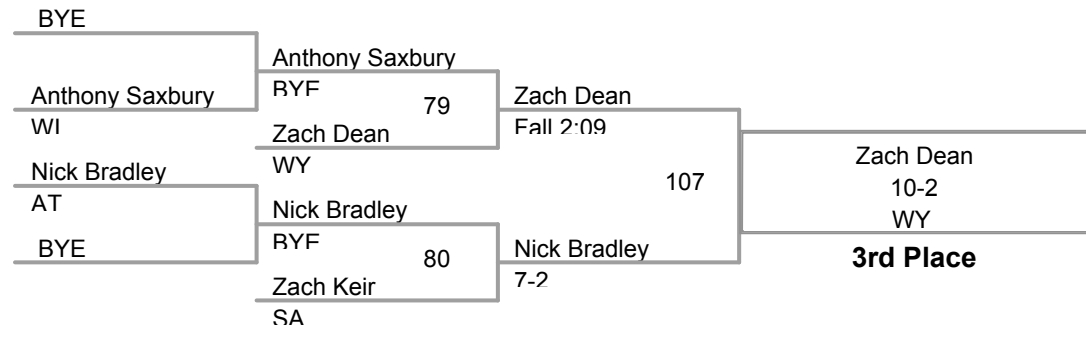 BYE
Anthony Saxbury
WI
Nick Bradley
AT
BYE
Anthony Saxbury
BYE
79
Zach Dean
WY
Nick Bradley
BYE
80
Zach Keir
SA
Zach Dean
Fall 2:09
107
Nick Bradley
7-2
Zach Dean
10-2
WY
3rd Place